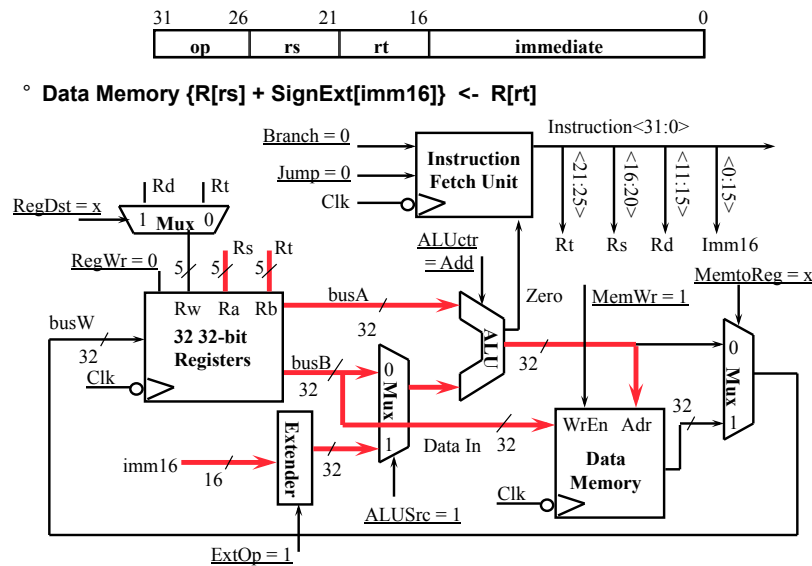 31 26 21 16 0
op rs rt immediate
° Data Memory {R[rs] + SignExt[imm16]} <- R[rt]
Instruction<31:0>
Branch = 0
Instruction
Fetch Unit
Jump = 0
Clk
<21:25>
<16:20>
<11:15>
<0:15>
Rt Rs Rd Imm16
Rd Rt
RegDst = x
1 Mux 0
ALUctr
= Add
Zero
RegWr = 0
5 5 5
Rs Rt
MemWr = 1
MemtoReg = x
busW
32
Rw Ra Rb
32 32-bit
Registers
Clk
busA
32
busB
32
0
Mux
1
ALU
32
0
Mux
1
32
imm16
16
Extender
32
Data In
32
WrEn Adr
Data
Memory
Clk
ALUSrc = 1
ExtOp = 1